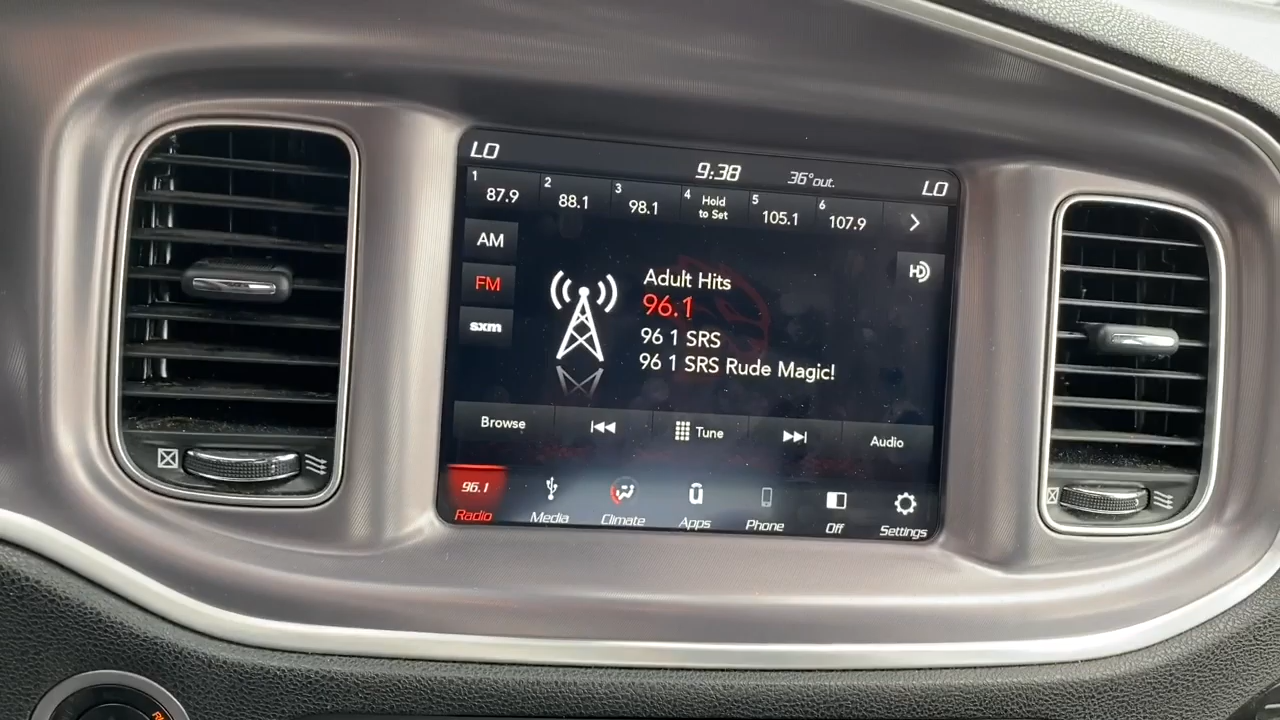 LO 9:38 36°out. LO
1 87.9 2 88.1 3 98.1 4 Hold to Set 5 105.1 6 107.9
AM
HD
Adult Hits
FM
96.1
sxm
96 1 SRS
96 1 SRS Rude Magic!
Browse Tune Audio
96.1
Radio Media Climate Apps Phone Off Settings